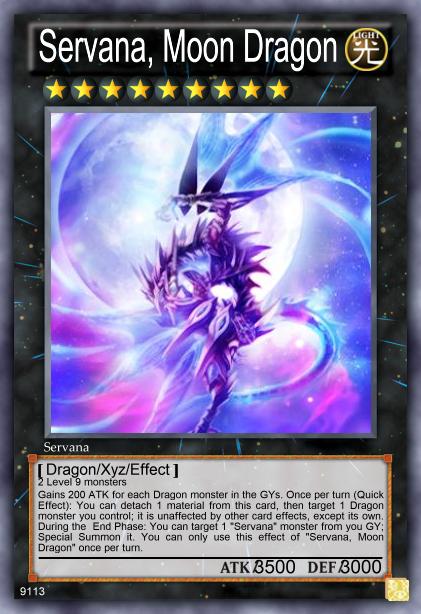 Servana, Moon Dragon
LIGHT
光
Servana
[ Dragon/Xyz/Effect ]
2 Level 9 monsters
Gains 200 ATK for each Dragon monster in the GYs. Once per turn (Quick
Effect): You can detach 1 material from this card, then target 1 Dragon
monster you control; it is unaffected by other card effects, except its own.
During the End Phase: You can target 1 "Servana" monster from you GY;
Special Summon it. You can only use this effect of "Servana, Moon
Dragon" once per turn.
ATK 3500 DEF 3000
9113